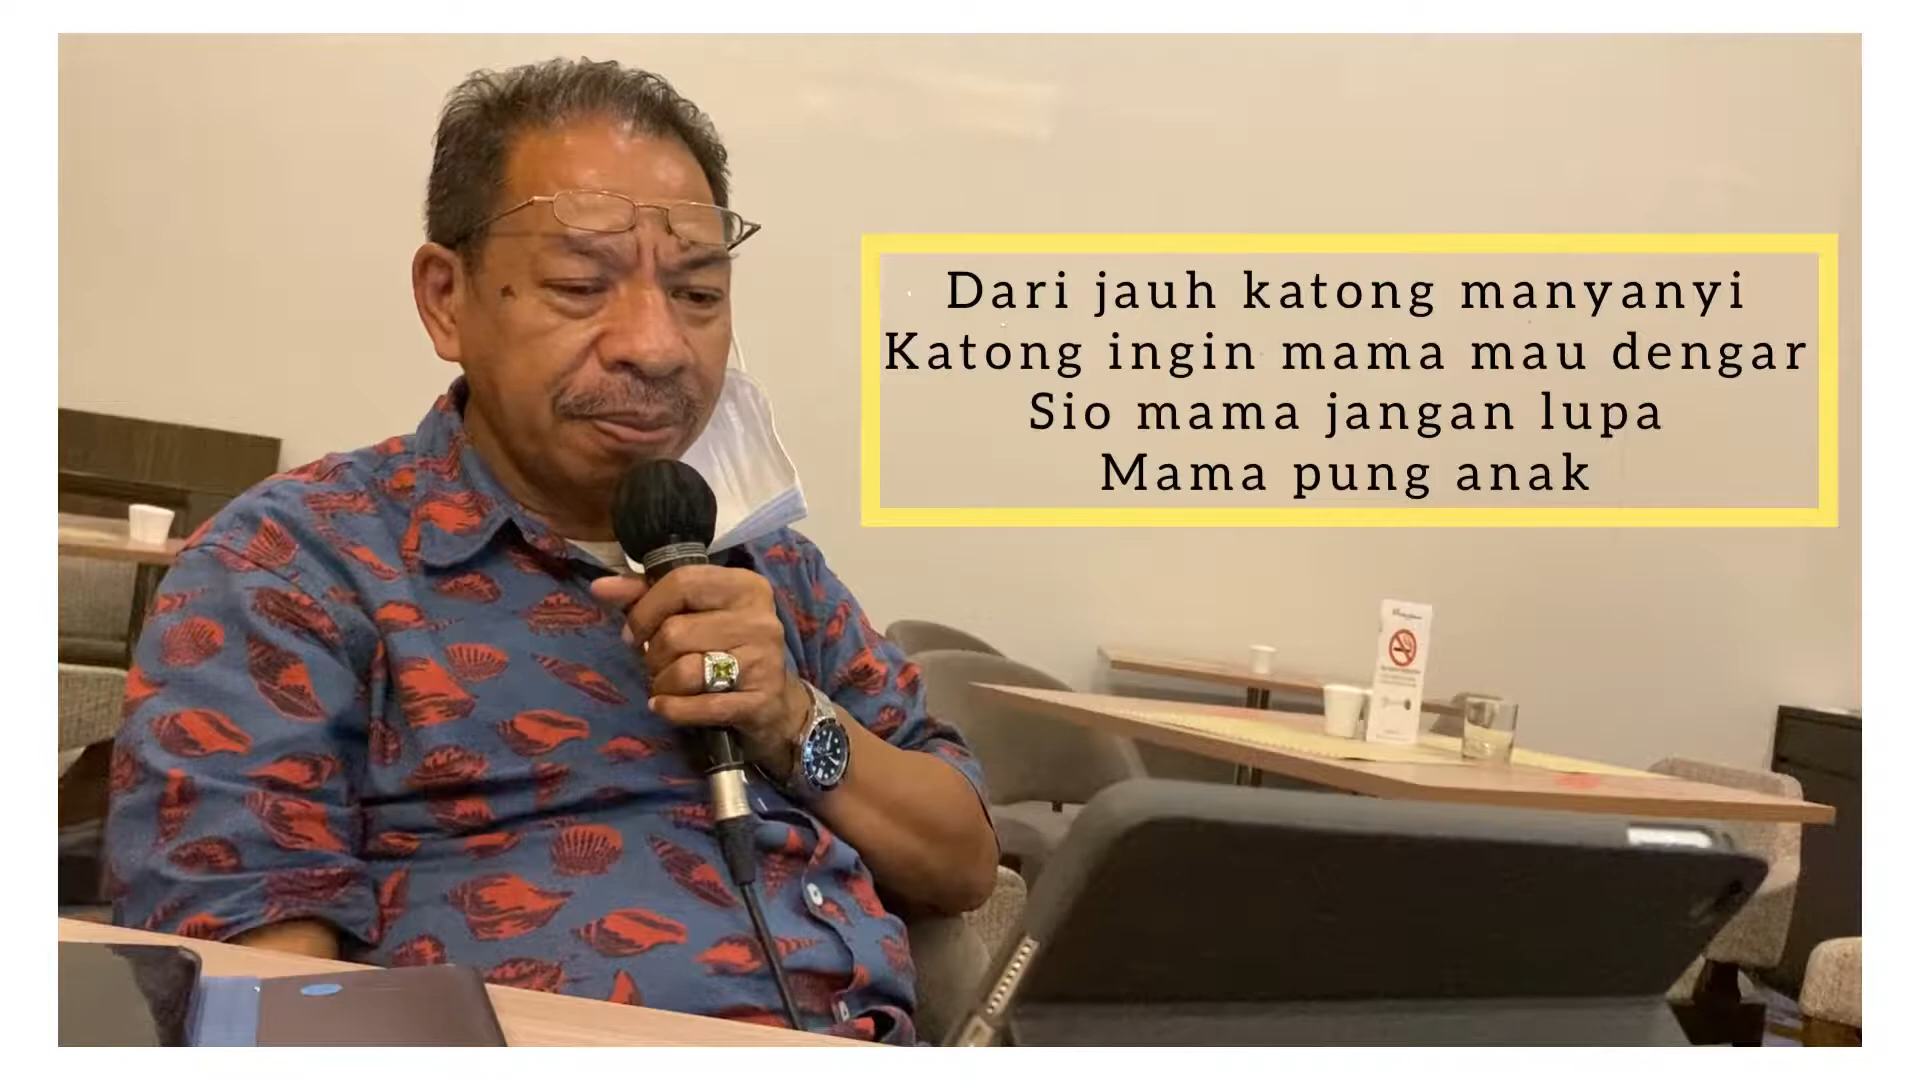 Dari jauh katong manyanyi
Katong ingin mama mau dengar
Sio mama jangan lupa
Mama pung anak